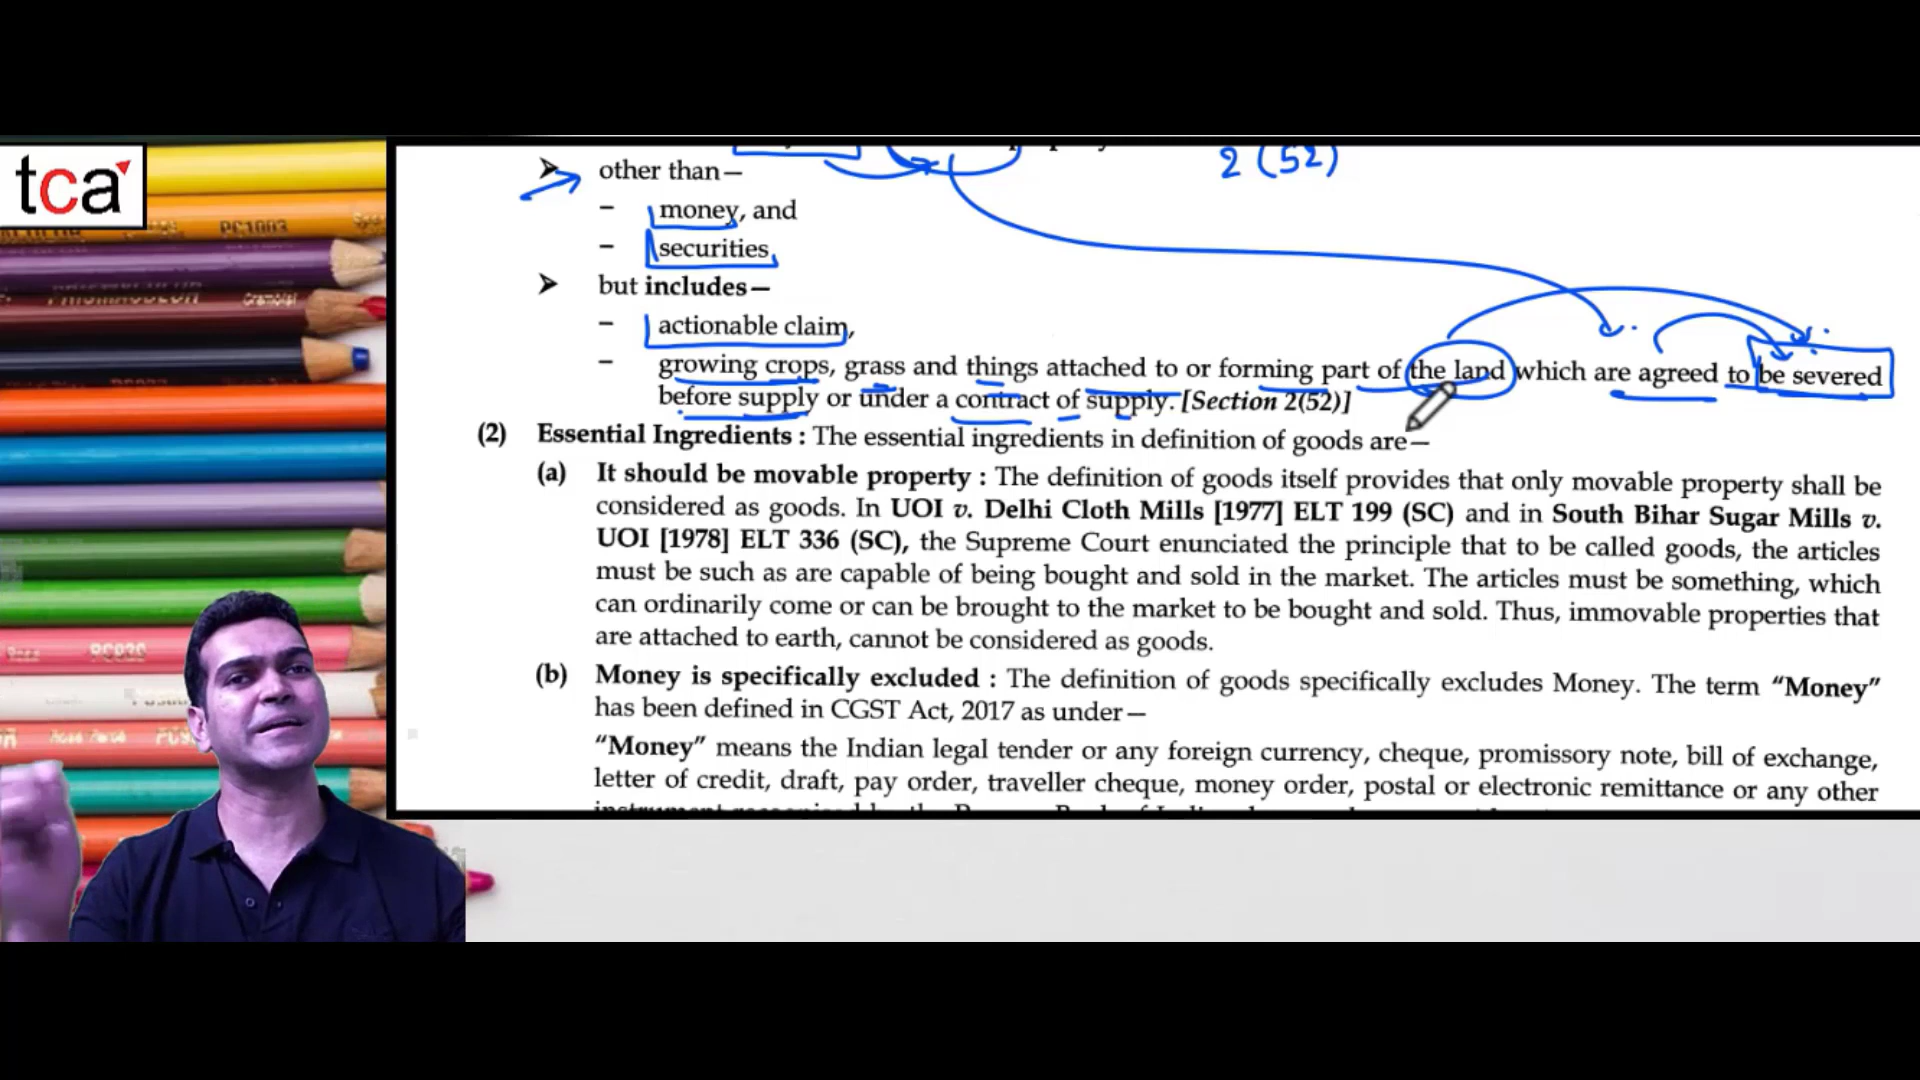 tca
2 (52)
➤ other than—
– money, and
– securities,
➤ but includes—
– actionable claim,
– growing crops, grass and things attached to or forming part of the land which are agreed to be severed
before supply or under a contract of supply. [Section 2(52)]
(2) Essential Ingredients : The essential ingredients in definition of goods are—
(a) It should be movable property : The definition of goods itself provides that only movable property shall be
considered as goods. In UOI v. Delhi Cloth Mills [1977] ELT 199 (SC) and in South Bihar Sugar Mills v.
UOI [1978] ELT 336 (SC), the Supreme Court enunciated the principle that to be called goods, the articles
must be such as are capable of being bought and sold in the market. The articles must be something, which
can ordinarily come or can be brought to the market to be bought and sold. Thus, immovable properties that
are attached to earth, cannot be considered as goods.
(b) Money is specifically excluded : The definition of goods specifically excludes Money. The term “Money”
has been defined in CGST Act, 2017 as under—
“Money” means the Indian legal tender or any foreign currency, cheque, promissory note, bill of exchange,
letter of credit, draft, pay order, traveller cheque, money order, postal or electronic remittance or any other
PC1003
PRISMACOLOR